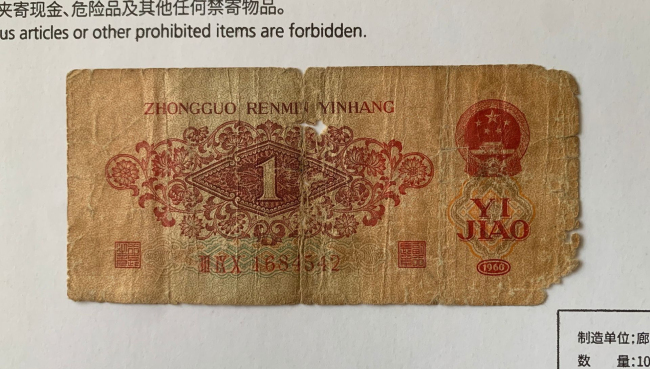 夹寄现金、危险品及其他任何禁寄物品。
us articles or other prohibited items are forbidden.
ZHONGGUO RENMIN YINHANG
1
YI
JIAO
1684542
1960
制造单位:廊
数 量:10